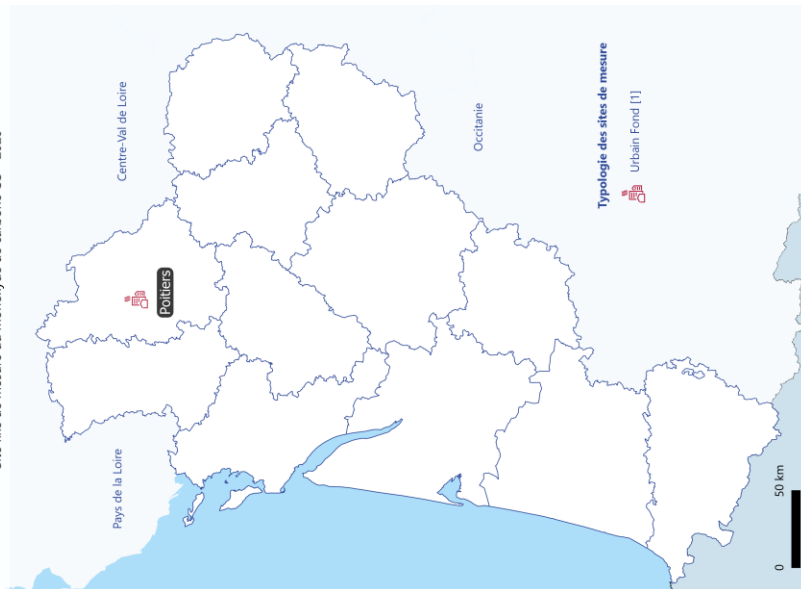 Centre-Val de Loire
Poitiers
Pays de la Loire
Occitanie
Typologie des sites de mesure
Urbain Fond [1]
0
50 km